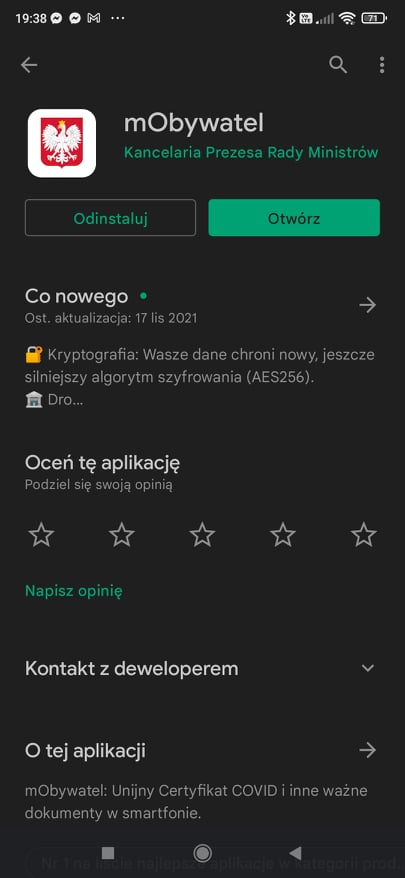 19:38
71
mObywatel
Kancelaria Prezesa Rady Ministrów
Odinstaluj
Otwórz
Co nowego
Ost. aktualizacja: 17 lis 2021
🔐 Kryptografia: Wasze dane chroni nowy, jeszcze
silniejszy algorytm szyfrowania (AES256).
🏛 Dro...
Oceń tę aplikację
Podziel się swoją opinią
Napisz opinię
Kontakt z deweloperem
O tej aplikacji
mObywatel: Unijny Certyfikat COVID i inne ważne
dokumenty w smartfonie.
Nr 1 na liście najlepsze aplikacje w kategorii prod